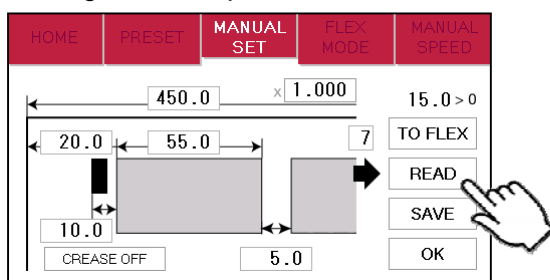 HOME
PRESET
MANUAL
SET
FLEX
MODE
MANUAL
SPEED
450.0
x 1.000
15.0>0
20.0
55.0
7
TO FLEX
READ
SAVE
10.0
CREASE OFF
5.0
OK